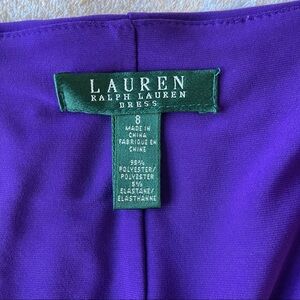 LAUREN
RALPH LAUREN
DRESS
8
MADE IN
CHINA
FABRIQUE EN
CHINE
95%
POLYESTER/
POLYESTER
5%
ELASTANE/
ELASTHANNE